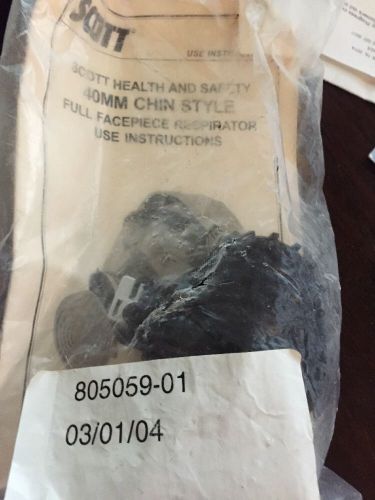 SCOTT
USE INSTRUC
SCOTT HEALTH AND SAFETY
40MM CHIN STYLE
FULL FACEPIECE RESPIRATOR
USE INSTRUCTIONS
805059-01
03/01/04